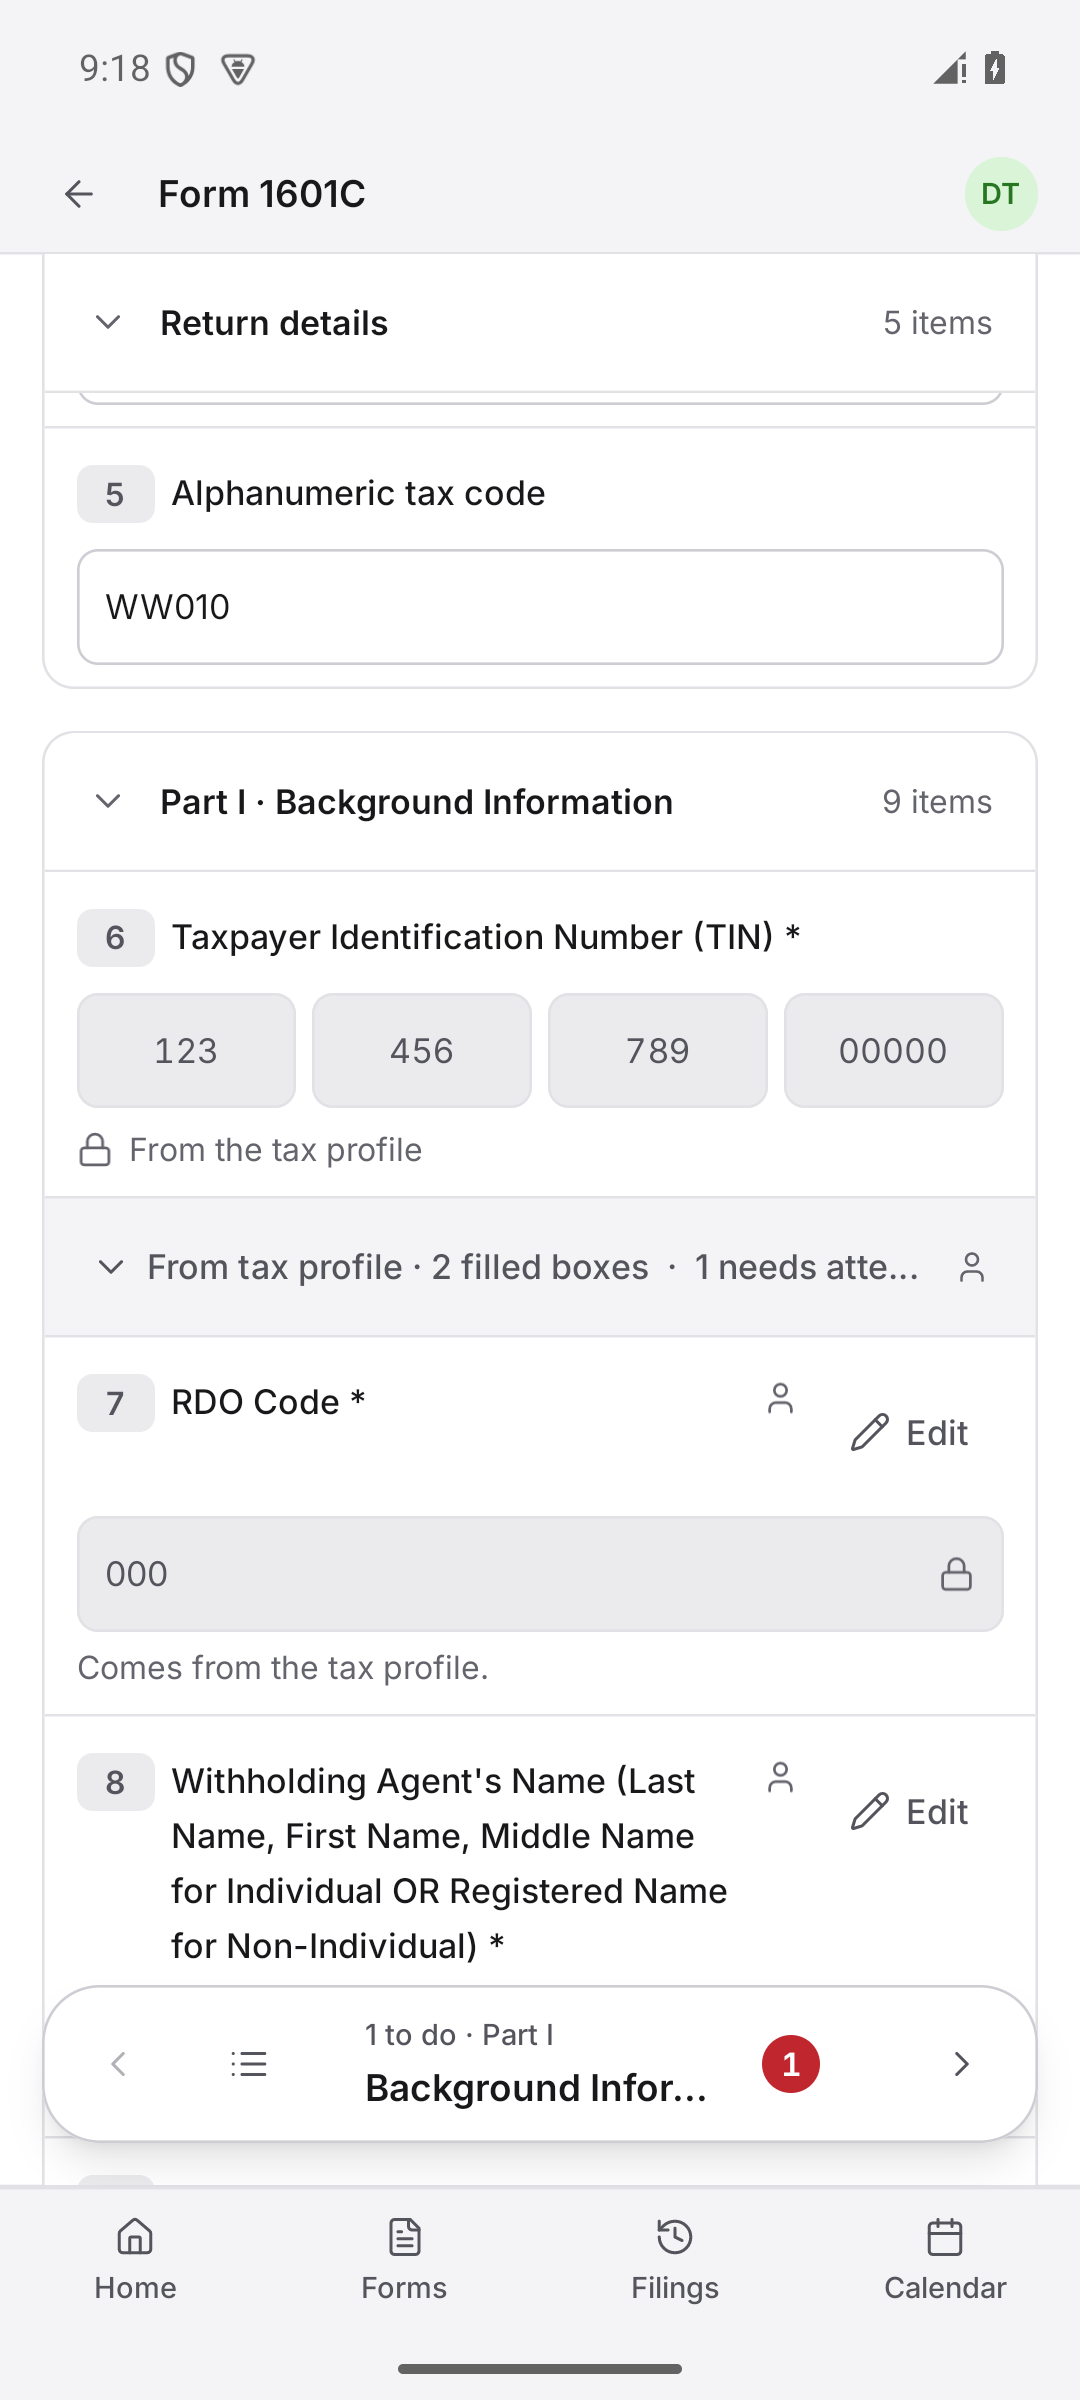 9:18
Form 1601C
DT
Return details
5 items
5 Alphanumeric tax code
WW010
Part I · Background Information
9 items
6 Taxpayer Identification Number (TIN) *
123 456 789 00000
From the tax profile
From tax profile · 2 filled boxes · 1 needs atte...
7 RDO Code *
Edit
000
Comes from the tax profile.
8 Withholding Agent's Name (Last
Name, First Name, Middle Name
for Individual OR Registered Name
for Non-Individual) *
Edit
1 to do · Part I
Background Infor...
1
Home Forms Filings Calendar